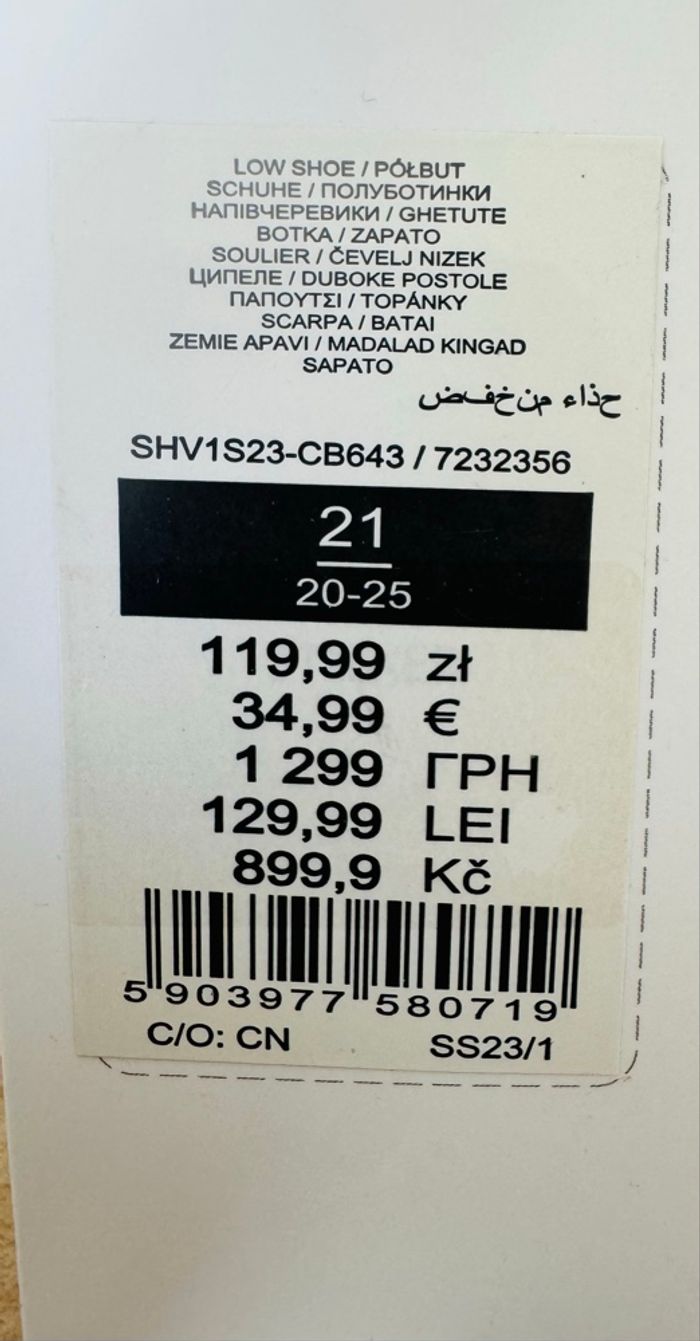 LOW SHOE / PÓŁBUT
SCHUHE / ПОЛУБОТИНКИ
НАПІВЧЕРЕВИКИ / GHETUTE
BOTKA / ZAPATO
SOULIER / ČEVELJ NIZEK
ЦИПЕЛЕ / DUBOKE POSTOLE
ΠΑΠΟΥΤΣΙ / TOPÁNKY
SCARPA / BATAI
ZEMIE APAVI / MADALAD KINGAD
SAPATO
حذاء منخفض
SHV1S23-CB643 / 7232356
21
20-25
119,99 zł
34,99 €
1 299 ГРН
129,99 LEI
899,9 Kč
5 903977 580719
C/O: CN SS23/1